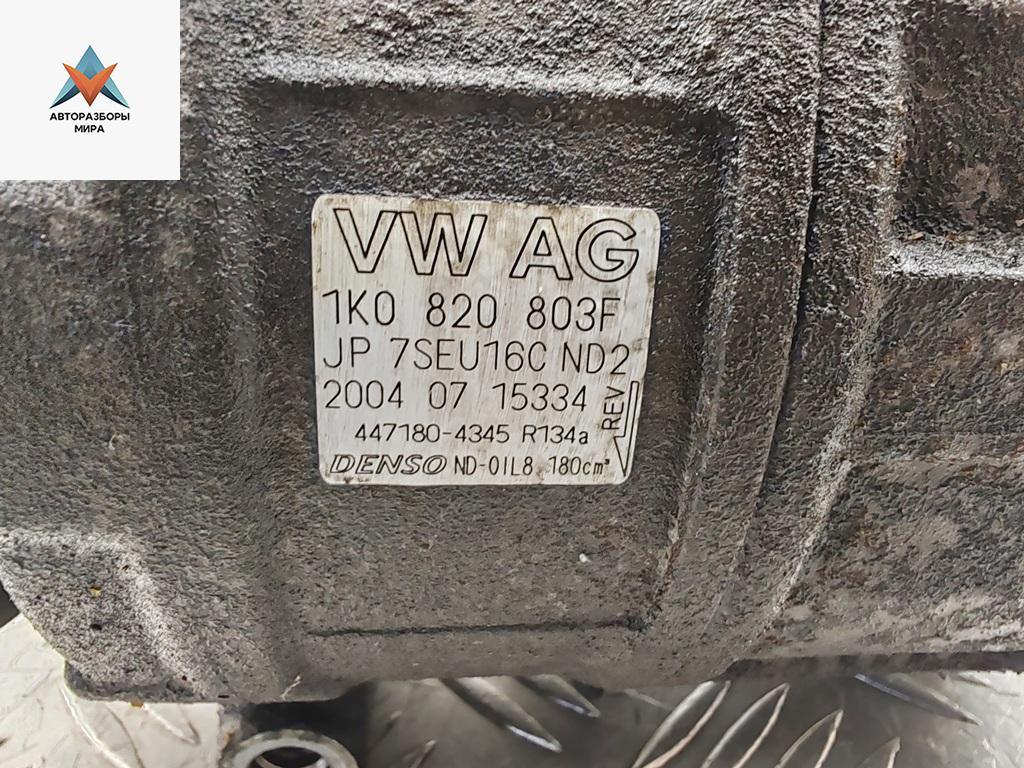 АВТОРАЗБОРЫ
МИРА
VW AG
1K0 820 803F
JP 7SEU16C ND2
2004 07 15334
REV
447180-4345 R134a
DENSO ND-OIL8 180cm³